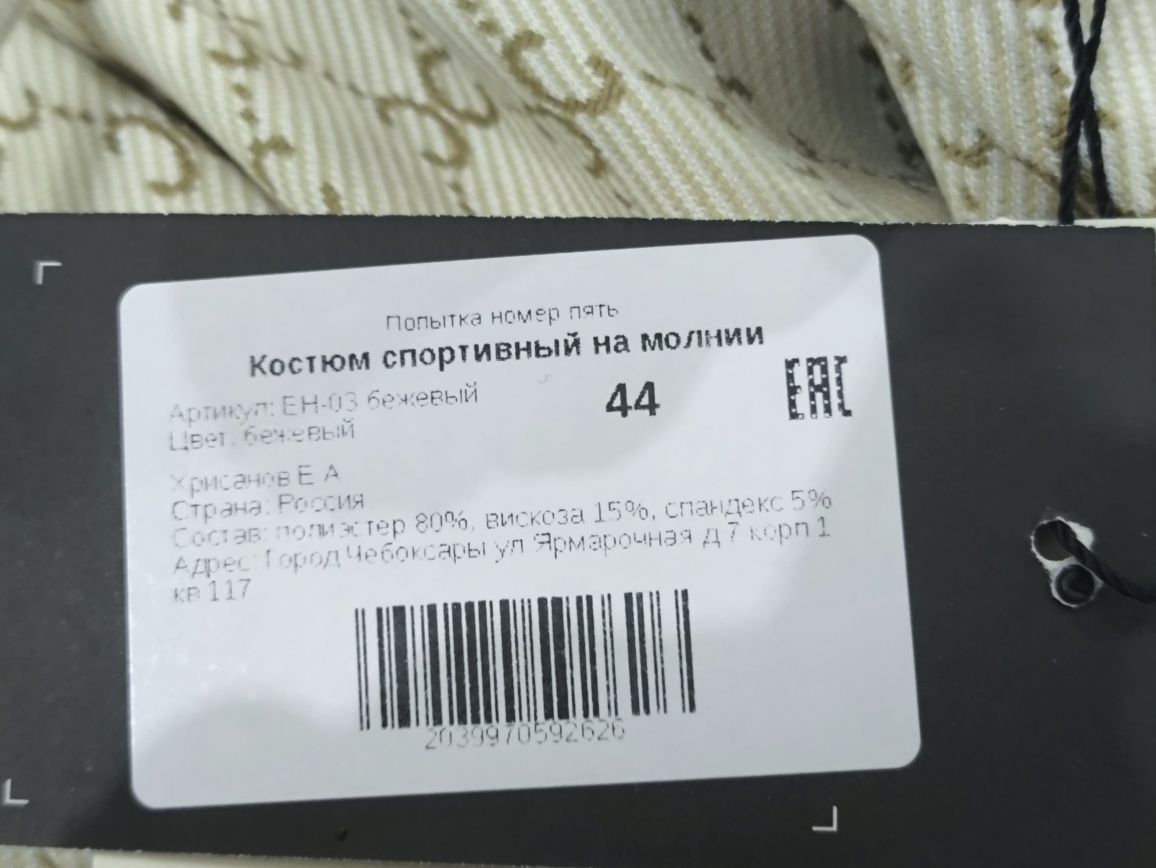 Попытка номер пять
Костюм спортивный на молнии
Артикул: ЕН-03 бежевый
44
EAC
Цвет: бежевый
Хрисанов Е А
Страна: Россия
Состав: полиэстер 80%, вискоза 15%, спандекс 5%
Адрес: Город Чебоксары ул Ярмарочная д 7 корп 1
кв 117
2039970592626